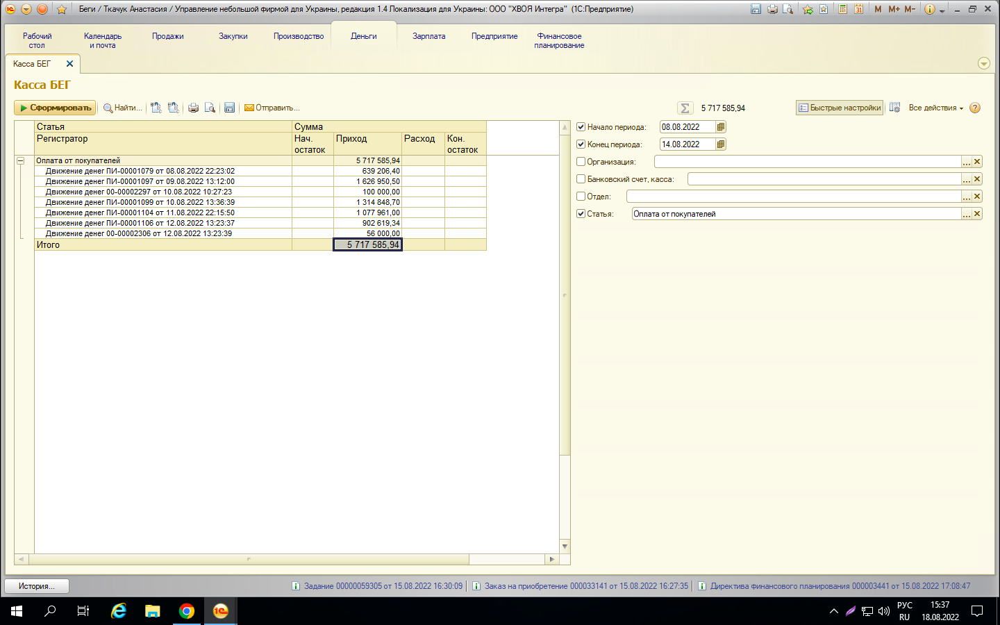 Беги / Ткачук Анастасия / Управление небольшой фирмой для Украины, редакция 1.4 Локализация для Украины: ООО "ХВОЯ Интегра" (1С:Предприятие)
M M+ M-
Рабочий стол
Календарь и почта
Продажи
Закупки
Производство
Деньги
Зарплата
Предприятие
Финансовое планирование
Касса БЕГ
Касса БЕГ
Сформировать Найти... Отправить... Σ 5 717 585,94 Быстрые настройки Все действия ?
Статья Сумма
Регистратор Нач. остаток Приход Расход Кон. остаток
Оплата от покупателей 5 717 585,94
Движение денег ПИ-00001079 от 08.08.2022 22:23:02 639 206,40
Движение денег ПИ-00001097 от 09.08.2022 13:12:00 1 626 950,50
Движение денег 00-00002297 от 10.08.2022 10:27:23 100 000,00
Движение денег ПИ-00001099 от 10.08.2022 13:36:39 1 314 848,70
Движение денег ПИ-00001104 от 11.08.2022 22:15:50 1 077 961,00
Движение денег ПИ-00001106 от 12.08.2022 13:23:37 902 619,34
Движение денег 00-00002306 от 12.08.2022 13:23:39 56 000,00
Итого 5 717 585,94
Начало периода: 08.08.2022
Конец периода: 14.08.2022
Организация: ...
Банковский счет, касса: ...
Отдел: ...
Статья: Оплата от покупателей ...
История...
Задание 00000059305 от 15.08.2022 16:30:09
Заказ на приобретение 000033141 от 15.08.2022 16:27:35
Директива финансового планирования 000003441 от 15.08.2022 17:08:47
РУС
RU
15:37
18.08.2022